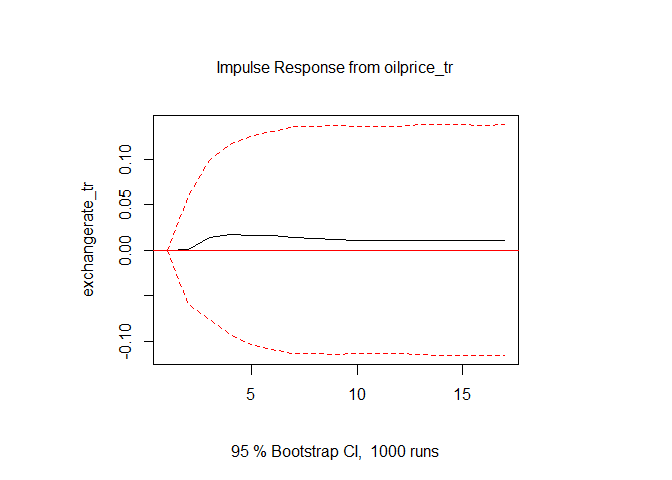 Impulse Response from oilprice_tr
exchangerate_tr
0.10
0.05
0.00
-0.10
5 10 15
95 % Bootstrap CI, 1000 runs